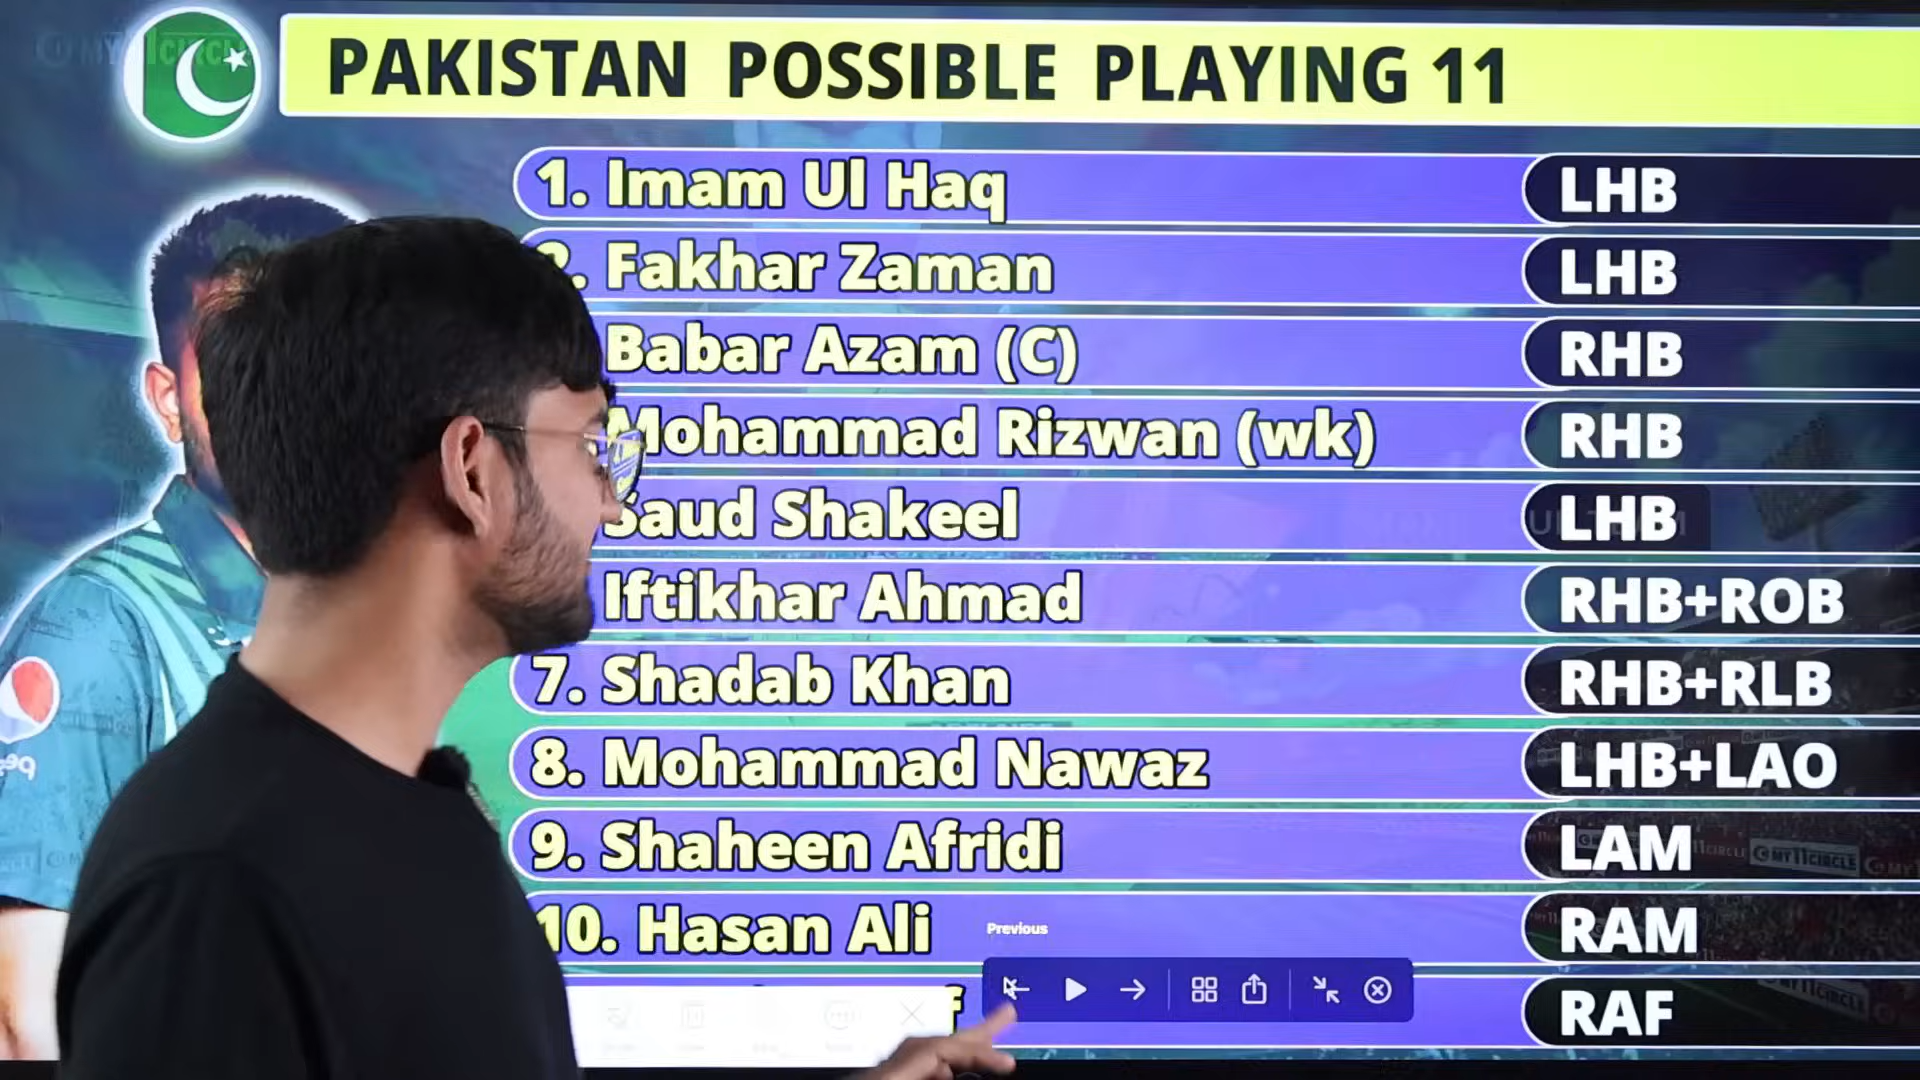 PAKISTAN POSSIBLE PLAYING 11
1. Imam Ul Haq LHB
2. Fakhar Zaman LHB
Babar Azam (C) RHB
Mohammad Rizwan (wk) RHB
Saud Shakeel LHB
Iftikhar Ahmad RHB+ROB
7. Shadab Khan RHB+RLB
8. Mohammad Nawaz LHB+LAO
9. Shaheen Afridi LAM
10. Hasan Ali RAM
Previous
f RAF
MY11CIRCLE